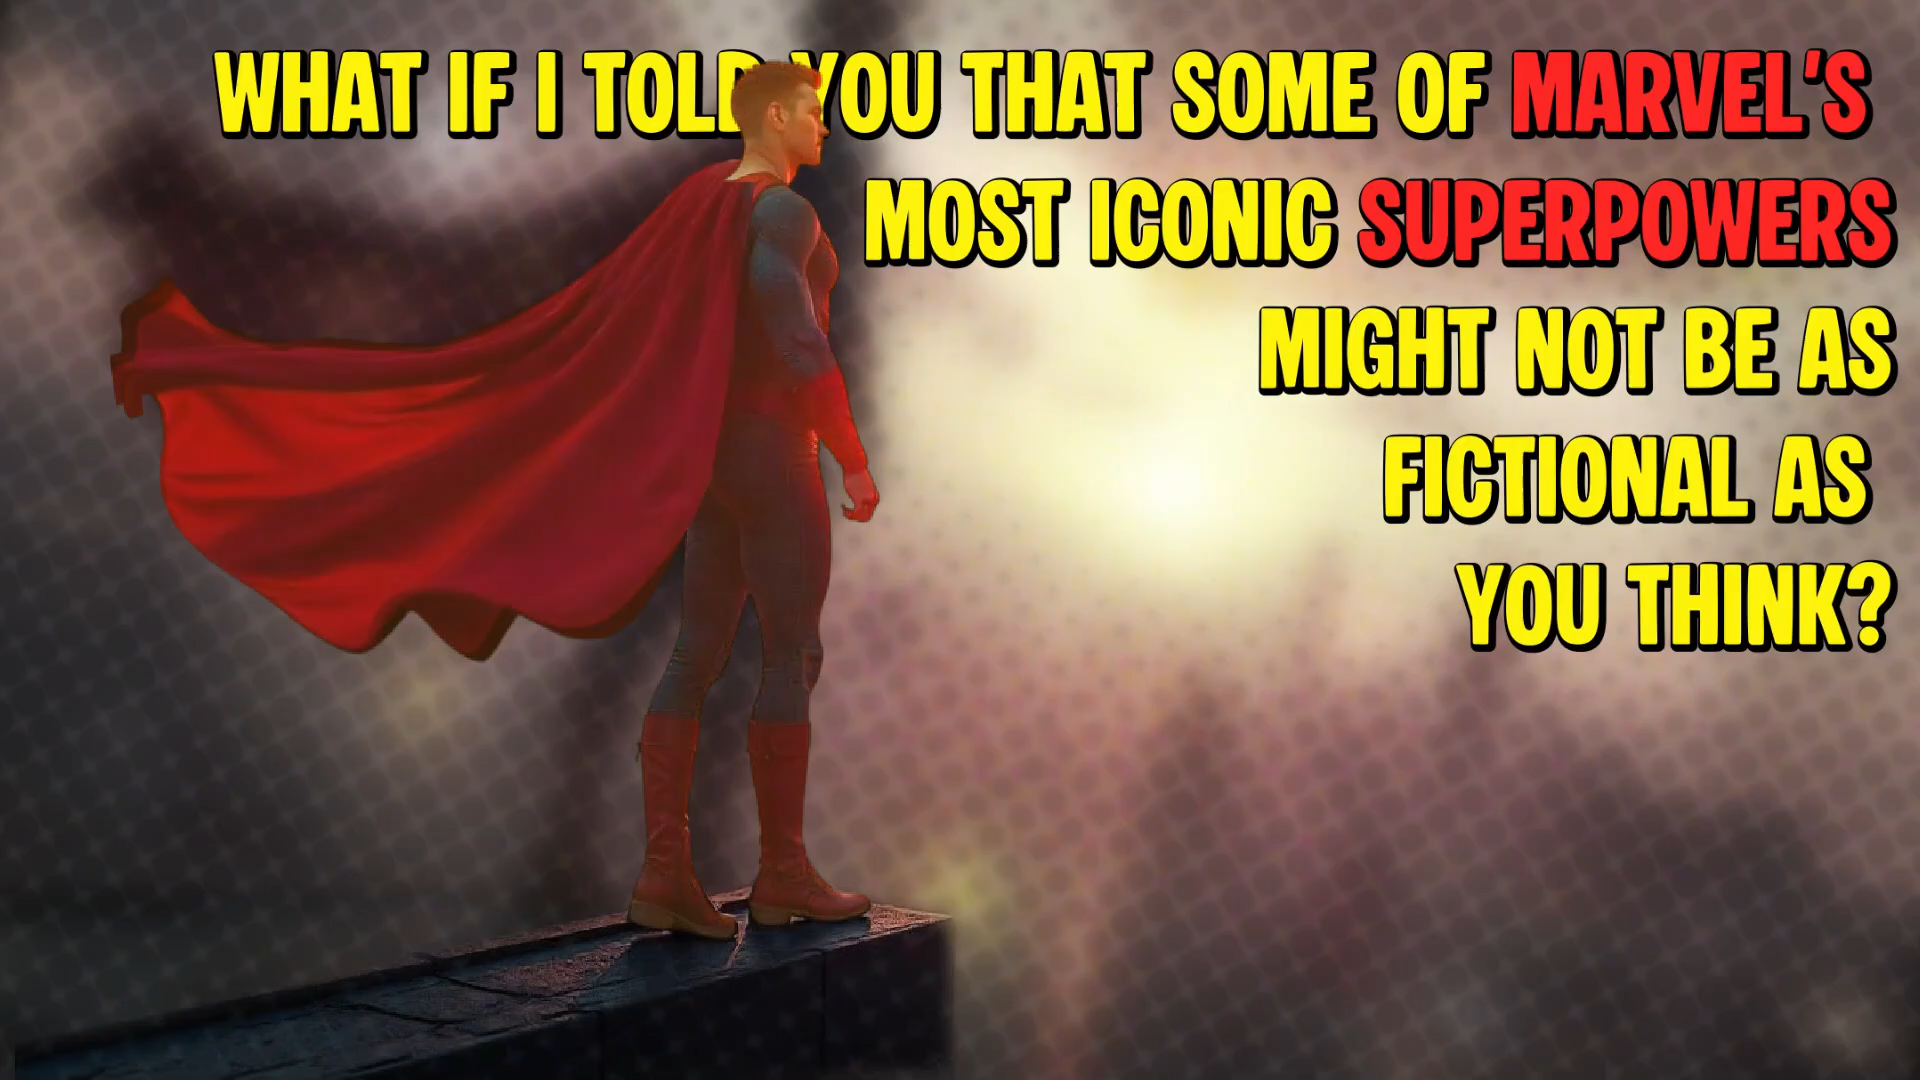 WHAT IF I TOLD YOU THAT SOME OF MARVEL'S
MOST ICONIC SUPERPOWERS
MIGHT NOT BE AS
FICTIONAL AS
YOU THINK?